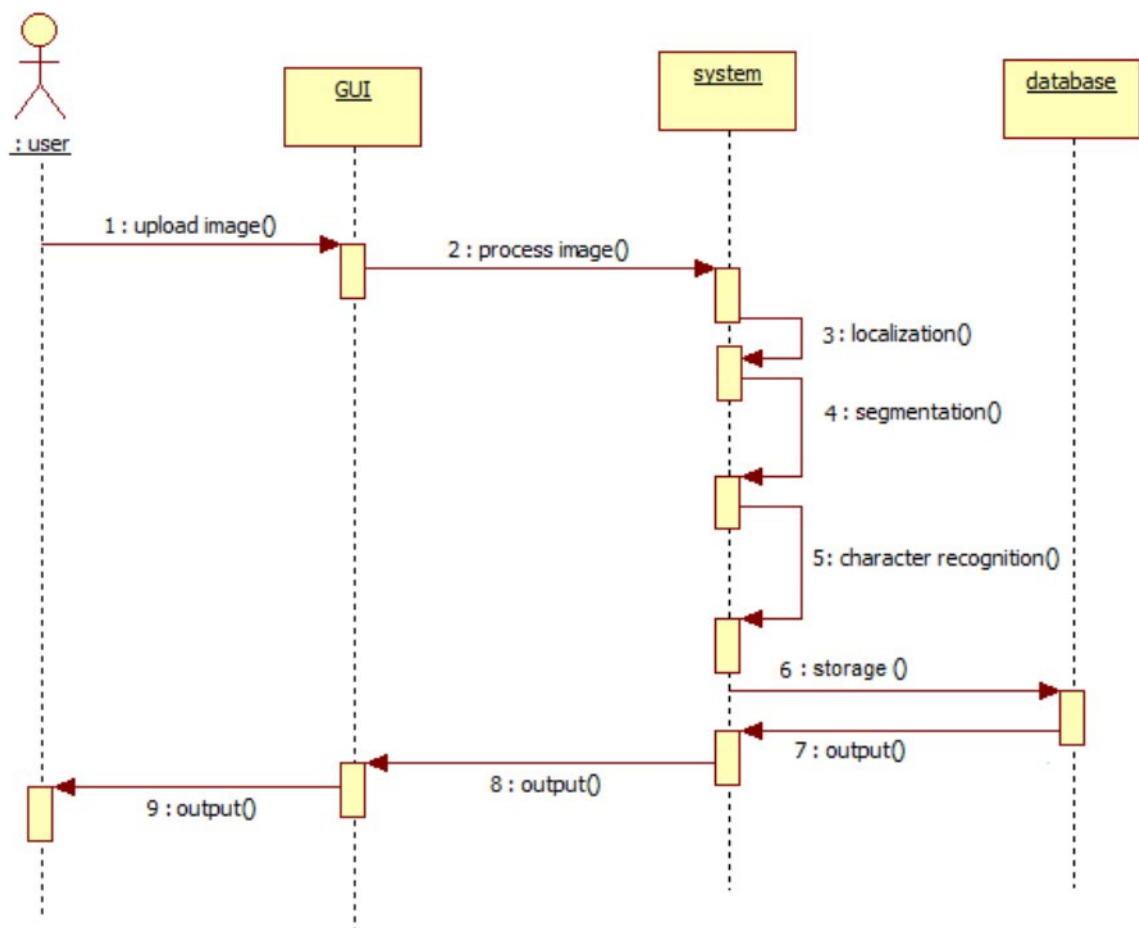 system
GUI
database
: user
1 : upload image()
2 : process image()
3 : localization()
4 : segmentation()
5: character recognition()
6 : storage ()
7 : output()
8 : output()
9 : output()